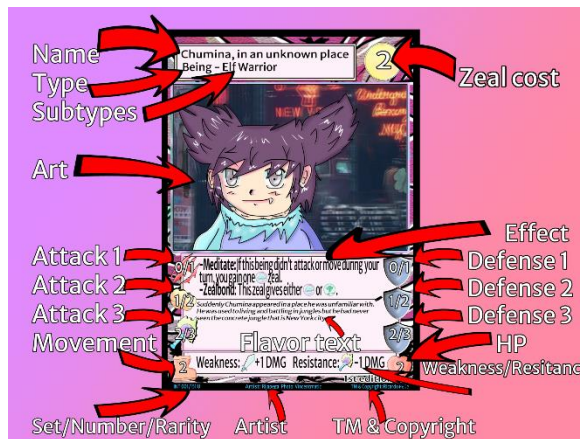 Name
Type
Subtypes
Art
Attack 1
Attack 2
Attack 3
Movement
Set/Number/Rarity
Artist
TM & Copyright
Zeal cost
Effect
Defense 1
Defense 2
Defense 3
HP
Weakness/Resitance
Flavor text
Chumina, in an unknown place
Being - Elf Warrior
2
0/1
1/2
2/3
2
~Meditate: If this being didn't attack or move during your
turn, you gain one zeal.
~Zealbond: This zeal gives either or .
Suddenly Chumina appeared in a place he was unfamiliar with.
He was used to living and battling in jungles but he had never
seen the concrete jungle that is New York
0/1
1/2
2/3
2
Weakness: +1 DMG Resistance: -1 DMG